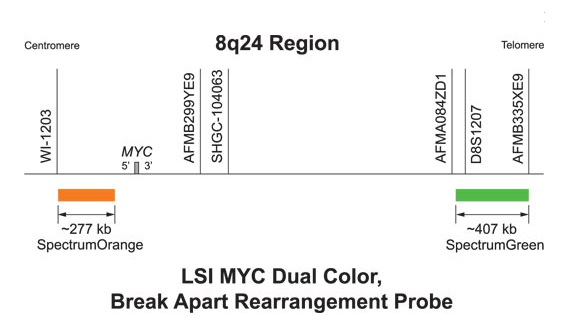 8q24 Region
Centromere
Telomere
WI-1203
MYC
5' 3'
AFMB299YE9
SHGC-104063
AFMA084ZD1
D8S1207
AFMB335XE9
~277 kb
SpectrumOrange
~407 kb
SpectrumGreen
LSI MYC Dual Color,
Break Apart Rearrangement Probe